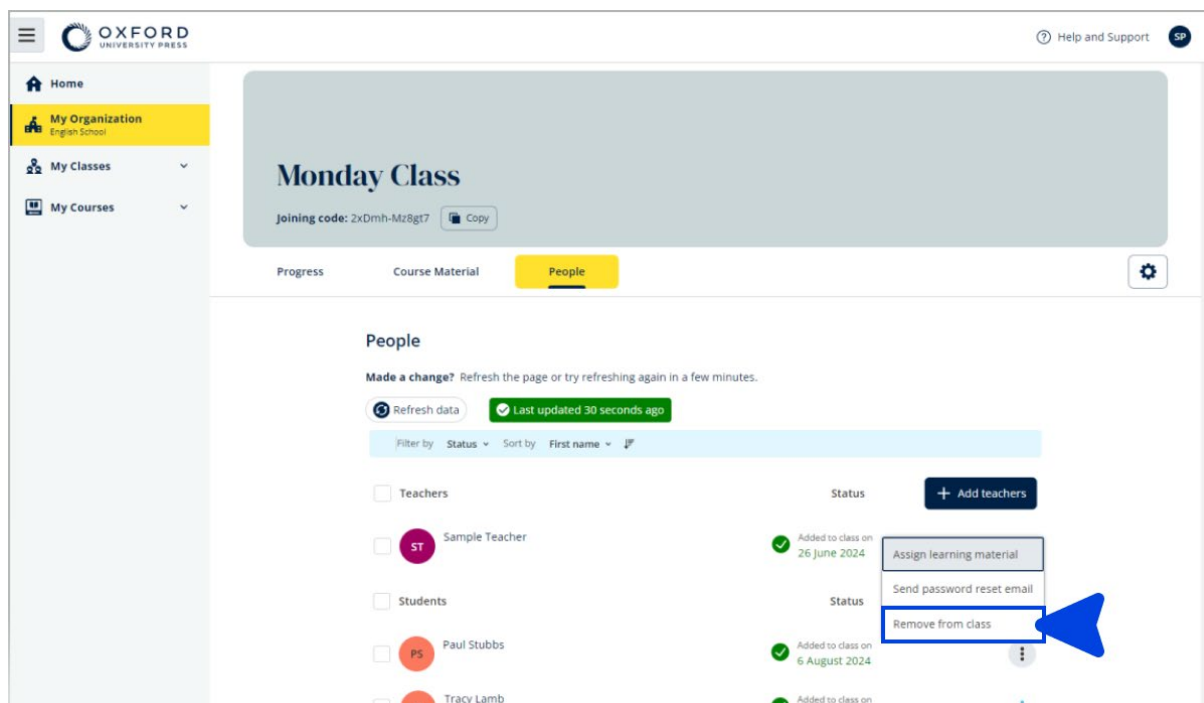 OXFORD
UNIVERSITY PRESS
Help and Support
SP
Home
My Organization
English School
My Classes
My Courses
Monday Class
Joining code: 2xDmh-Mz8gt7 Copy
Progress Course Material People
People
Made a change? Refresh the page or try refreshing again in a few minutes.
Refresh data Last updated 30 seconds ago
Filter by Status Sort by First name
Teachers Status + Add teachers
ST Sample Teacher Added to class on
26 June 2024
Assign learning material
Send password reset email
Remove from class
Students Status
PS Paul Stubbs Added to class on
6 August 2024
Tracy Lamb Added to class on